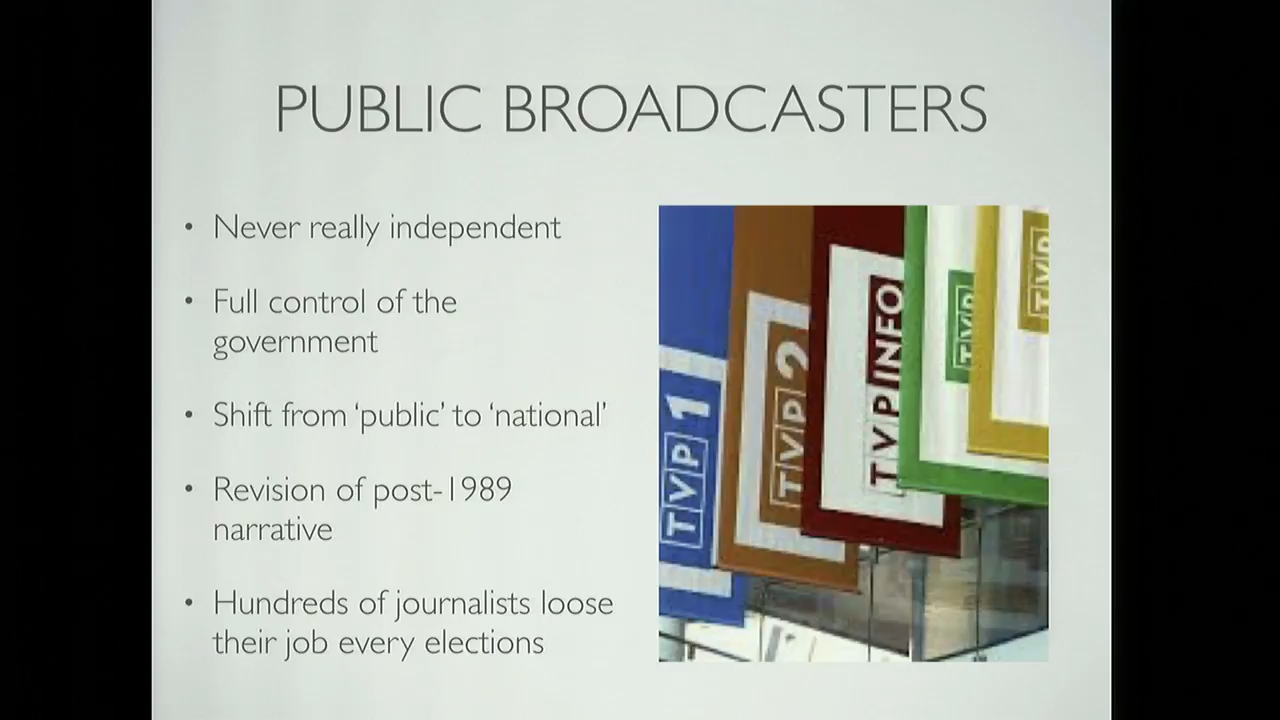 PUBLIC BROADCASTERS
• Never really independent
• Full control of the
government
• Shift from ‘public’ to ‘national’
• Revision of post-1989
narrative
• Hundreds of journalists loose
their job every elections
TVP 1
TVP 2
TVP INFO
TVP
TVP